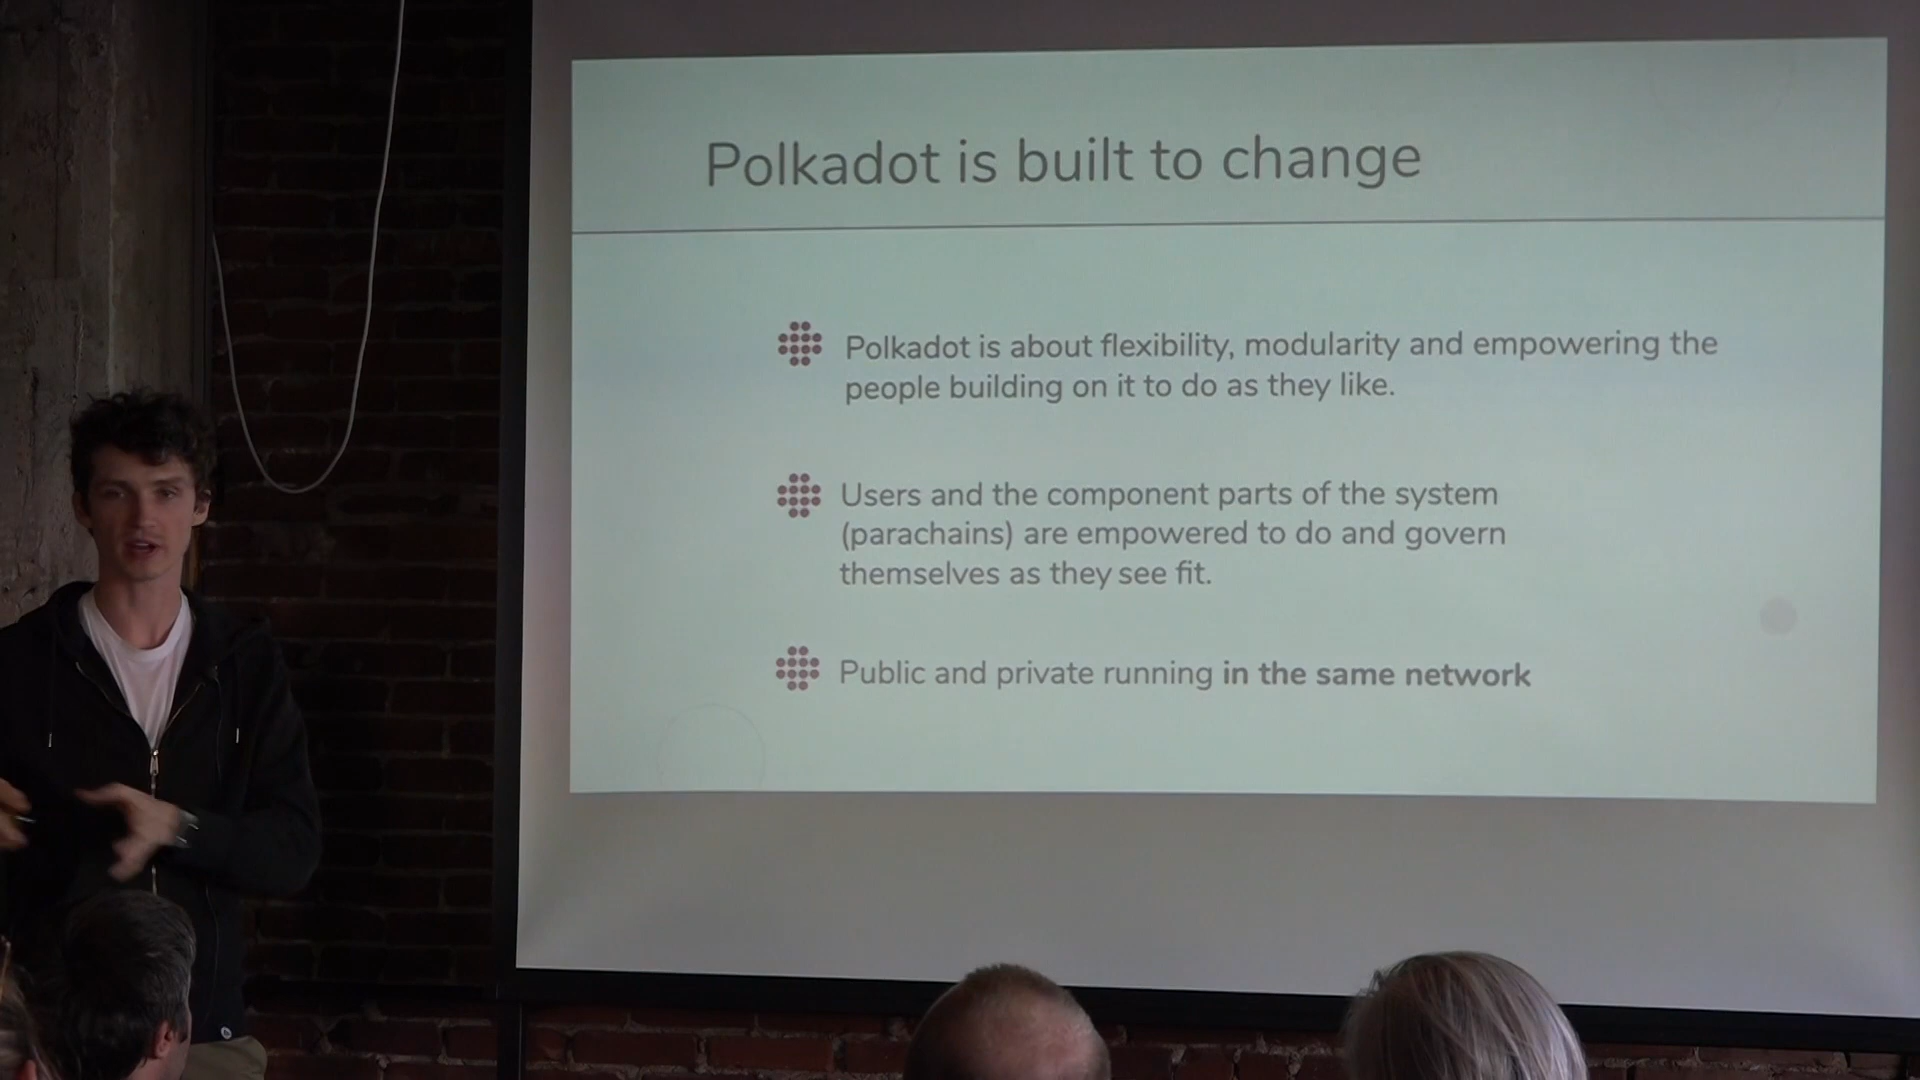 Polkadot is built to change
Polkadot is about flexibility, modularity and empowering the
people building on it to do as they like.
Users and the component parts of the system
(parachains) are empowered to do and govern
themselves as they see fit.
Public and private running in the same network